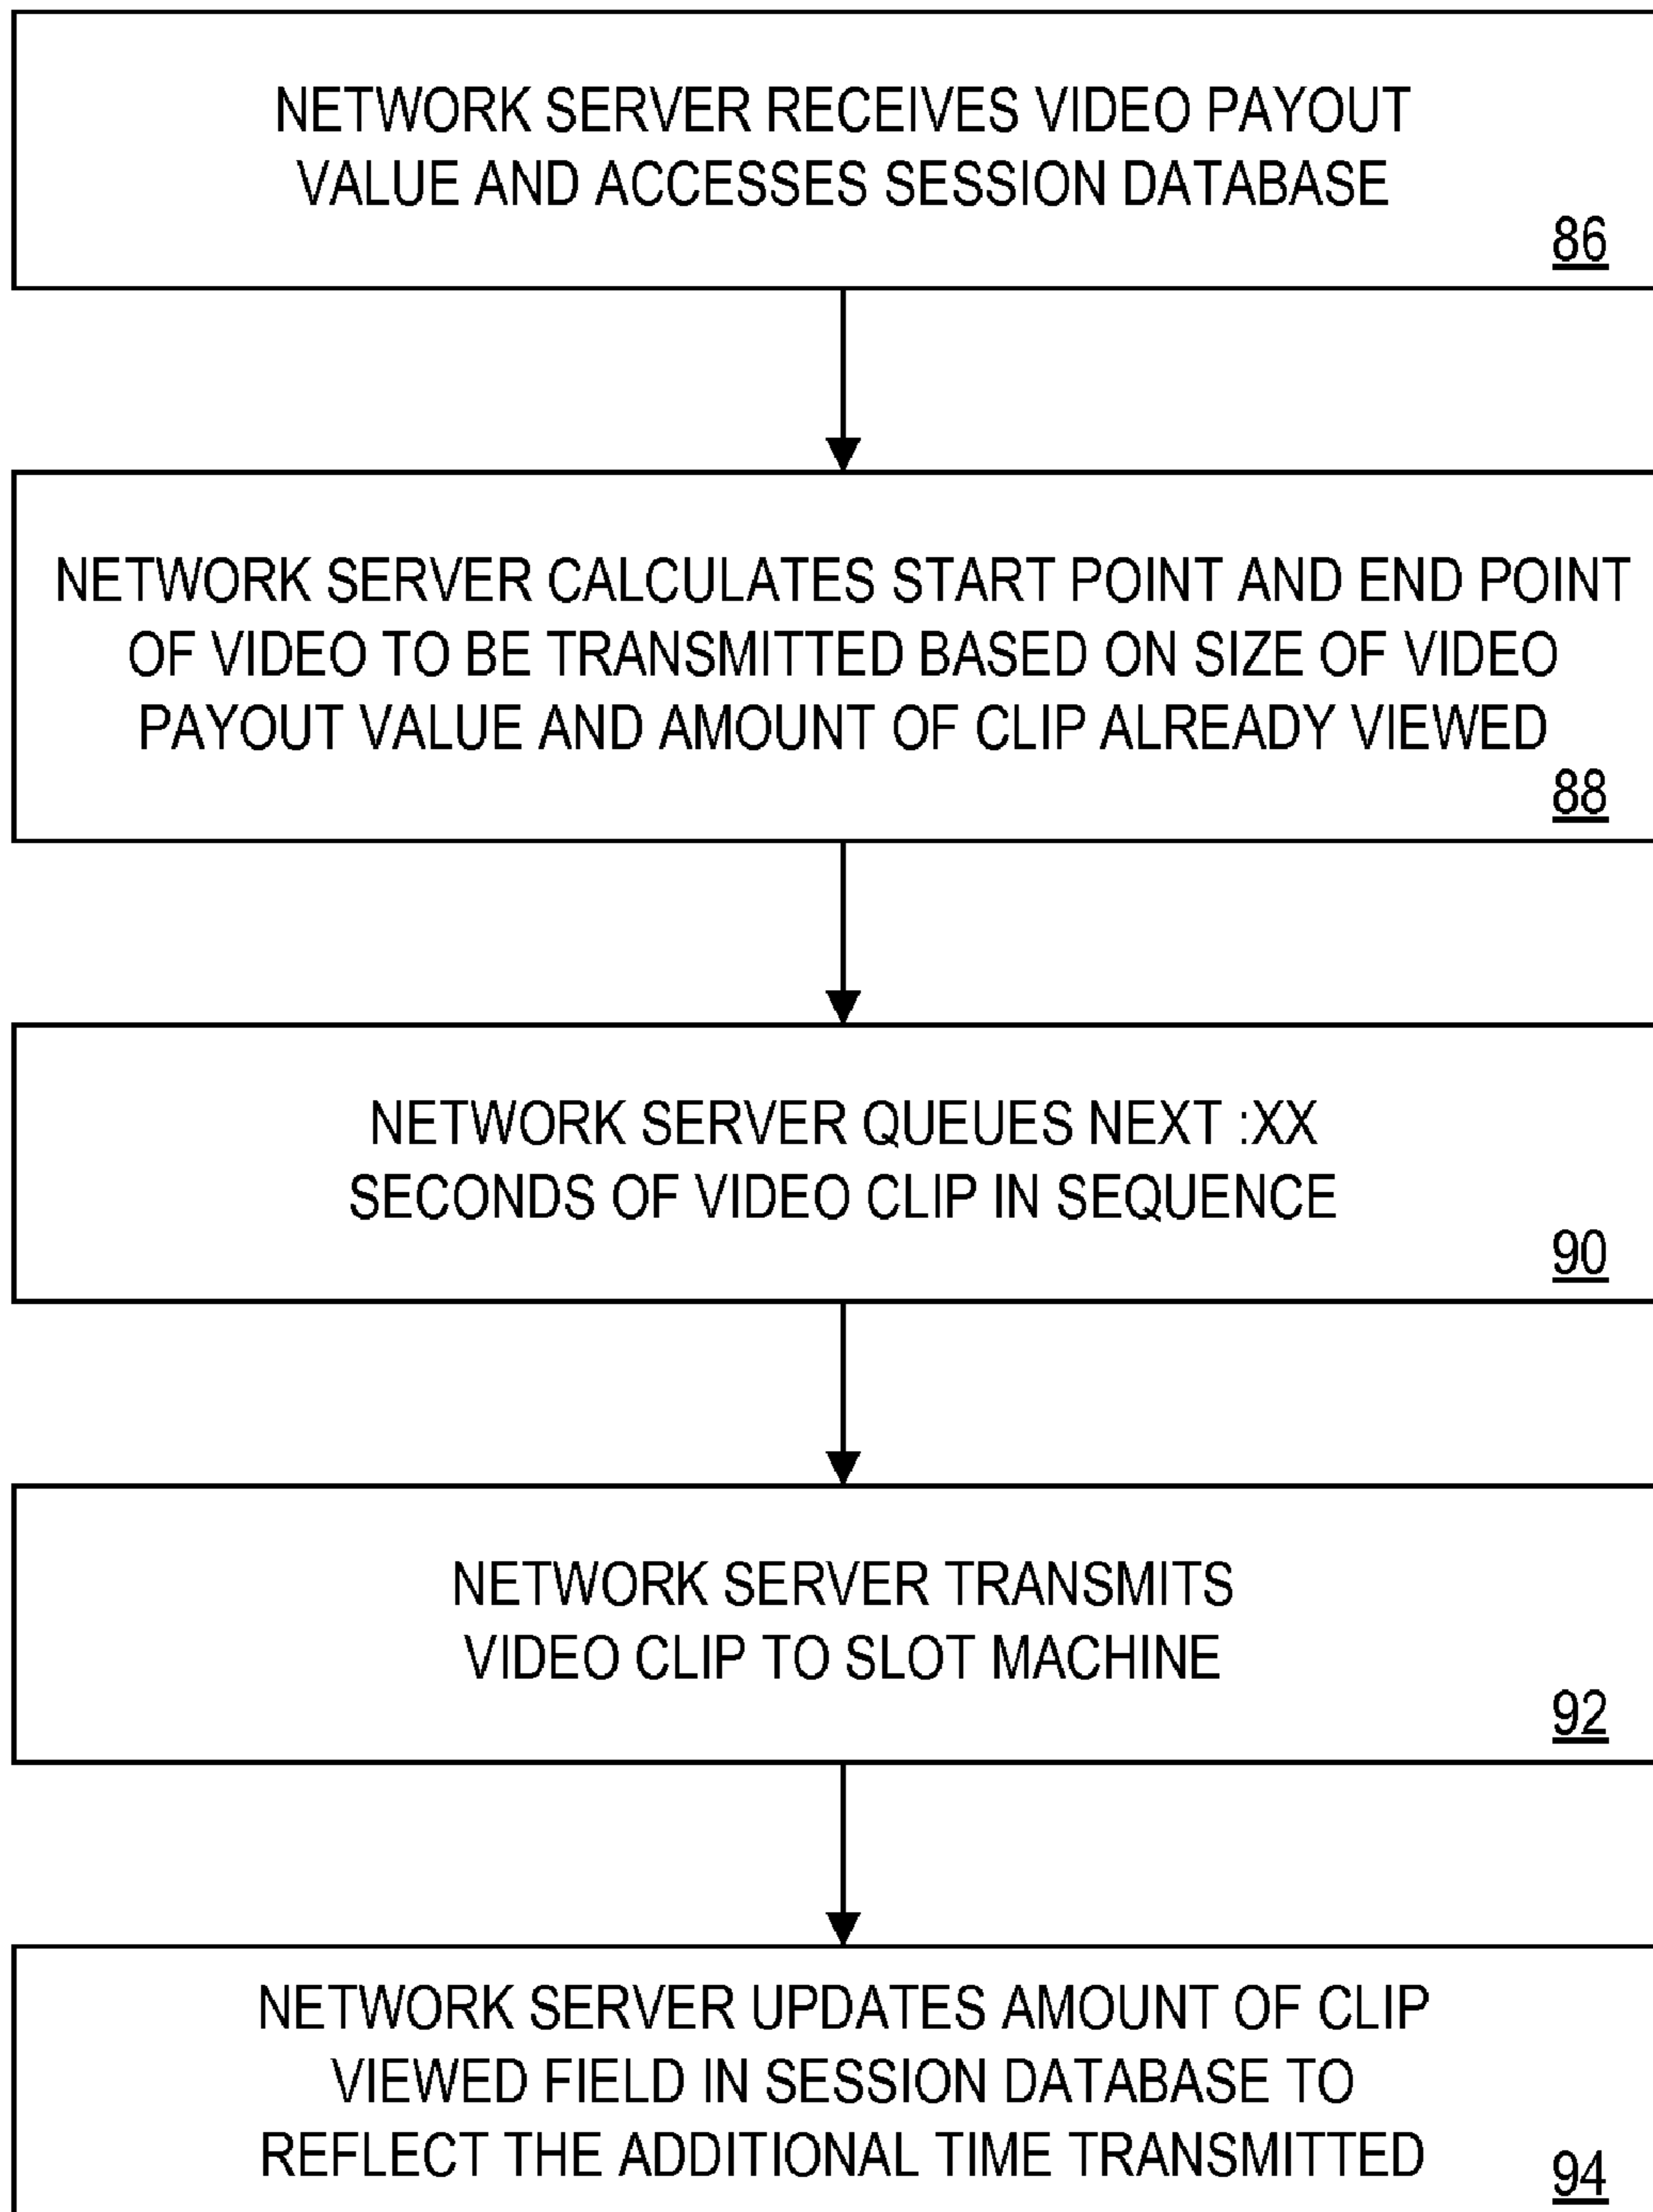 NETWORK SERVER RECEIVES VIDEO PAYOUT
VALUE AND ACCESSES SESSION DATABASE
86
NETWORK SERVER CALCULATES START POINT AND END POINT
OF VIDEO TO BE TRANSMITTED BASED ON SIZE OF VIDEO
PAYOUT VALUE AND AMOUNT OF CLIP ALREADY VIEWED
88
NETWORK SERVER QUEUES NEXT :XX
SECONDS OF VIDEO CLIP IN SEQUENCE
90
NETWORK SERVER TRANSMITS
VIDEO CLIP TO SLOT MACHINE
92
NETWORK SERVER UPDATES AMOUNT OF CLIP
VIEWED FIELD IN SESSION DATABASE TO
REFLECT THE ADDITIONAL TIME TRANSMITTED
94